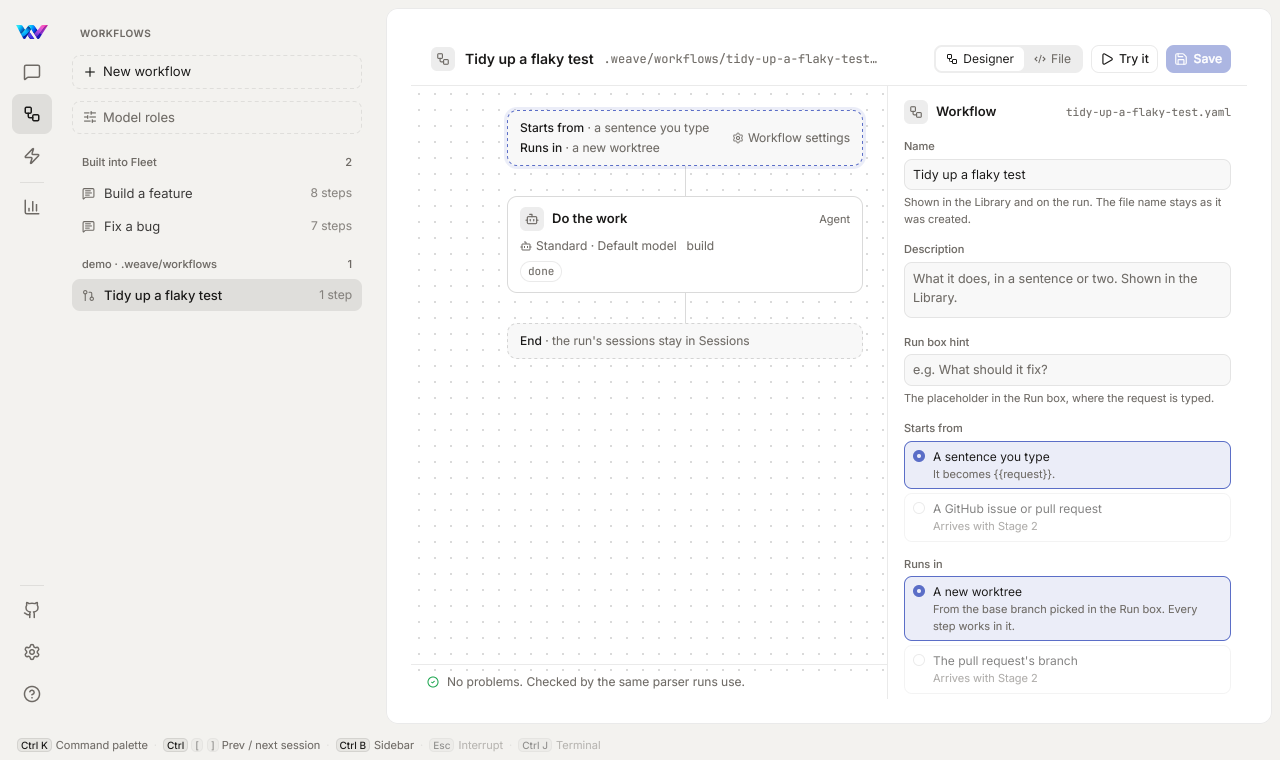 WORKFLOWS
New workflow
Model roles
Built into Fleet 2
Build a feature 8 steps
Fix a bug 7 steps
demo · .weave/workflows 1
Tidy up a flaky test 1 step
Tidy up a flaky test .weave/workflows/tidy-up-a-flaky-test…
Designer File Try it Save
Starts from · a sentence you type
Runs in · a new worktree
Workflow settings
Do the work Agent
Standard · Default model build
done
End · the run's sessions stay in Sessions
No problems. Checked by the same parser runs use.
Workflow tidy-up-a-flaky-test.yaml
Name
Tidy up a flaky test
Shown in the Library and on the run. The file name stays as it
was created.
Description
What it does, in a sentence or two. Shown in the
Library.
Run box hint
e.g. What should it fix?
The placeholder in the Run box, where the request is typed.
Starts from
A sentence you type
It becomes {{request}}.
A GitHub issue or pull request
Arrives with Stage 2
Runs in
A new worktree
From the base branch picked in the Run box. Every
step works in it.
The pull request's branch
Arrives with Stage 2
Ctrl K Command palette · Ctrl [ ] Prev / next session · Ctrl B Sidebar · Esc Interrupt · Ctrl J Terminal